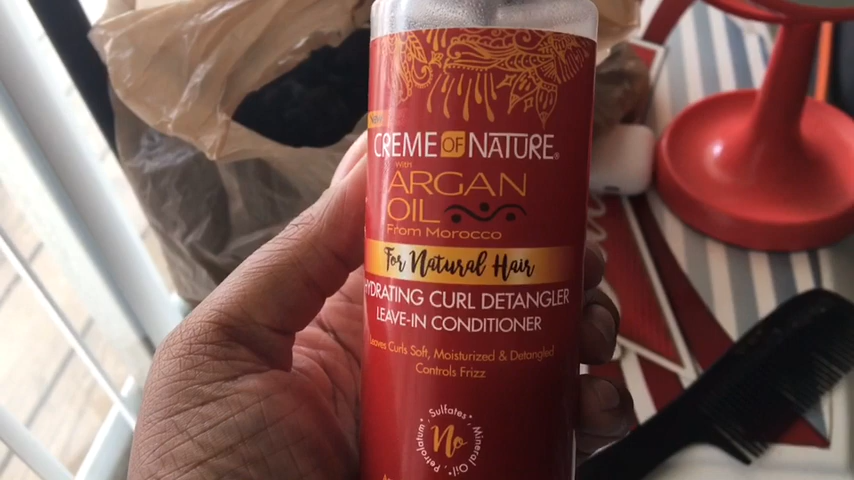 New!
CREME OF NATURE®
with
ARGAN
OIL
From Morocco
For Natural Hair
HYDRATING CURL DETANGLER
LEAVE-IN CONDITIONER
Leaves Curls Soft, Moisturized & Detangled
Controls Frizz
No
Sulfates* Mineral Oil* Petrolatum*